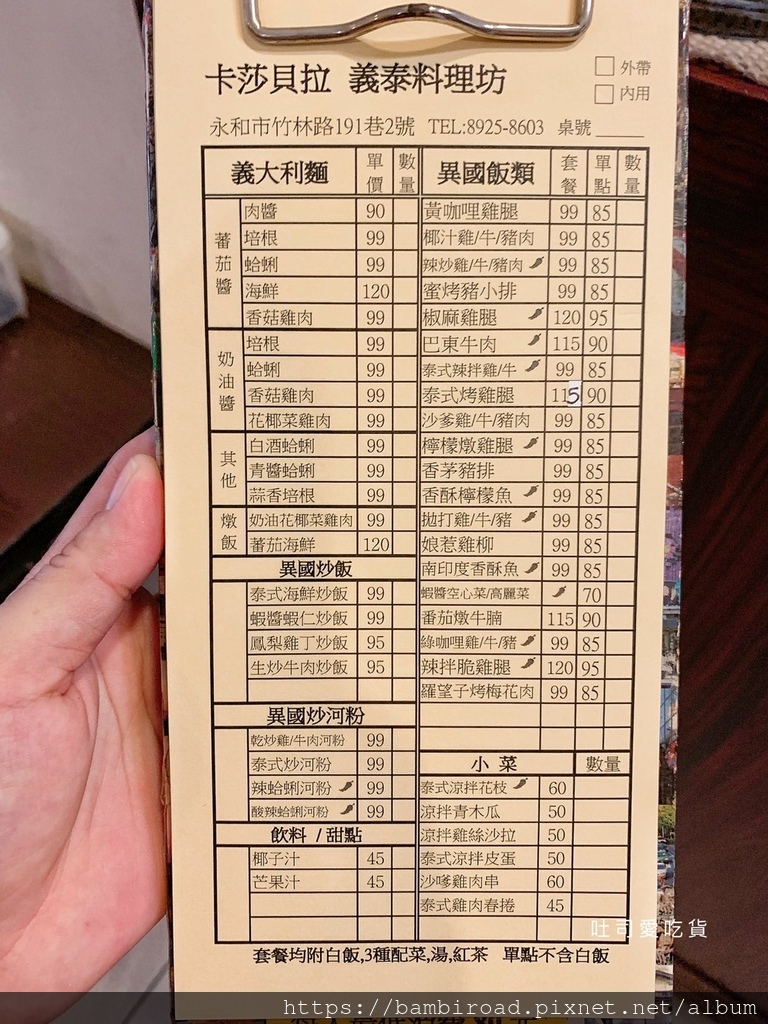 卡莎貝拉 義泰料理坊
外帶
內用
永和市竹林路191巷2號 TEL:8925-8603 桌號
義大利麵 單價 數量
蕃茄醬
肉醬 90
培根 99
蛤蜊 99
海鮮 120
香菇雞肉 99
奶油醬
培根 99
蛤蜊 99
香菇雞肉 99
花椰菜雞肉 99
其他
白酒蛤蜊 99
青醬蛤蜊 99
蒜香培根 99
燉飯
奶油花椰菜雞肉 99
蕃茄海鮮 120
異國炒飯
泰式海鮮炒飯 99
蝦醬蝦仁炒飯 99
鳳梨雞丁炒飯 95
生炒牛肉炒飯 95
異國炒河粉
乾炒雞/牛肉河粉 99
泰式炒河粉 99
辣蛤蜊河粉 99
酸辣蛤蜊河粉 99
飲料 / 甜點
椰子汁 45
芒果汁 45
異國飯類 套餐 單點 數量
黃咖哩雞腿 99 85
椰汁雞/牛/豬肉 99 85
辣炒雞/牛/豬肉 99 85
蜜烤豬小排 99 85
椒麻雞腿 120 95
巴東牛肉 115 90
泰式辣拌雞/牛 99 85
泰式烤雞腿 115 90
沙爹雞/牛/豬肉 99 85
檸檬燉雞腿 99 85
香茅豬排 99 85
香酥檸檬魚 99 85
拋打雞/牛/豬 99 85
娘惹雞柳 99 85
南印度香酥魚 99 85
蝦醬空心菜/高麗菜 70
番茄燉牛腩 115 90
綠咖哩雞/牛/豬 99 85
辣拌脆雞腿 120 95
羅望子烤梅花肉 99 85
小菜 數量
泰式涼拌花枝 60
涼拌青木瓜 50
涼拌雞絲沙拉 50
泰式涼拌皮蛋 50
沙嗲雞肉串 60
泰式雞肉春捲 45
套餐均附白飯,3種配菜,湯,紅茶 單點不含白飯
吐司愛吃貨
https://bambiroad.pixnet.net/album